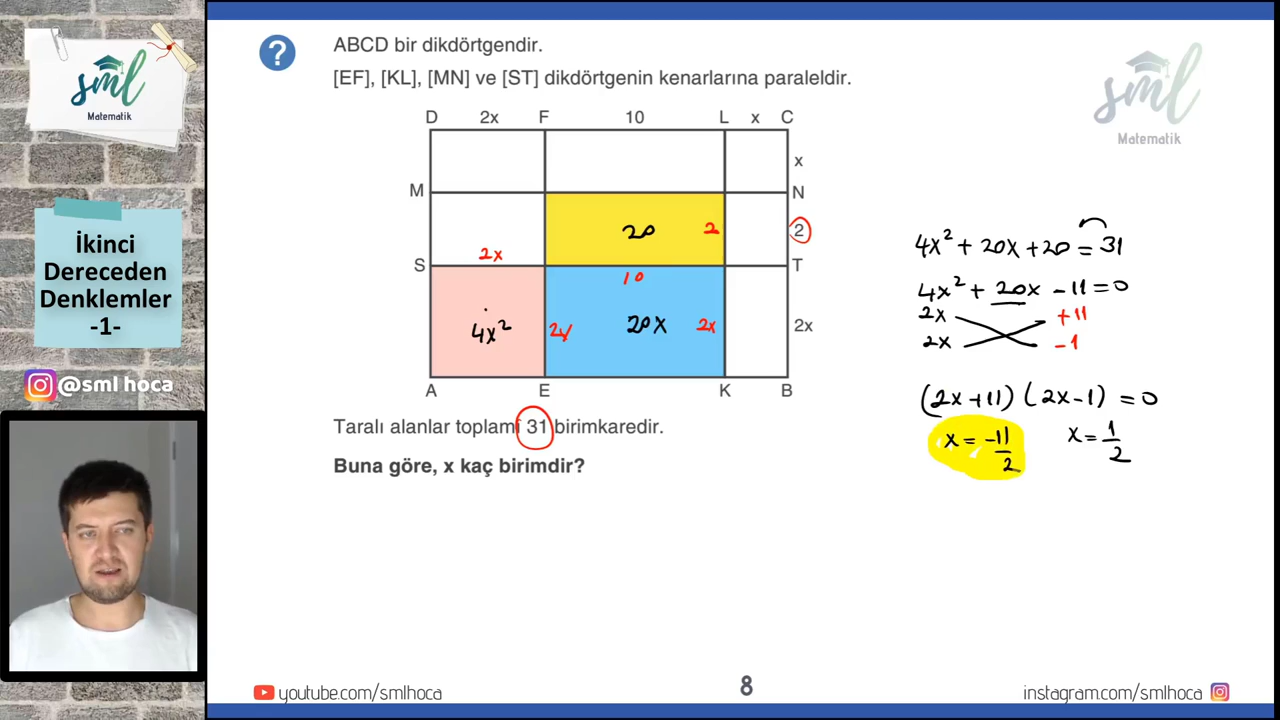 sml
Matematik
İkinci
Dereceden
Denklemler
-1-
@sml hoca
?
ABCD bir dikdörtgendir.
[EF], [KL], [MN] ve [ST] dikdörtgenin kenarlarına paraleldir.
sml
Matematik
D 2x F 10 L x C
x
M N
20 2 2
2x
S T
10
4x² 2x 20x 2x 2x
A E K B
Taralı alanlar toplamı 31 birimkaredir.
Buna göre, x kaç birimdir?
4x² + 20x + 20 = 31
4x² + 20x - 11 = 0
2x +11
2x -1
(2x + 11) (2x - 1) = 0
x = -11/2 x = 1/2
youtube.com/smlhoca 8 instagram.com/smlhoca